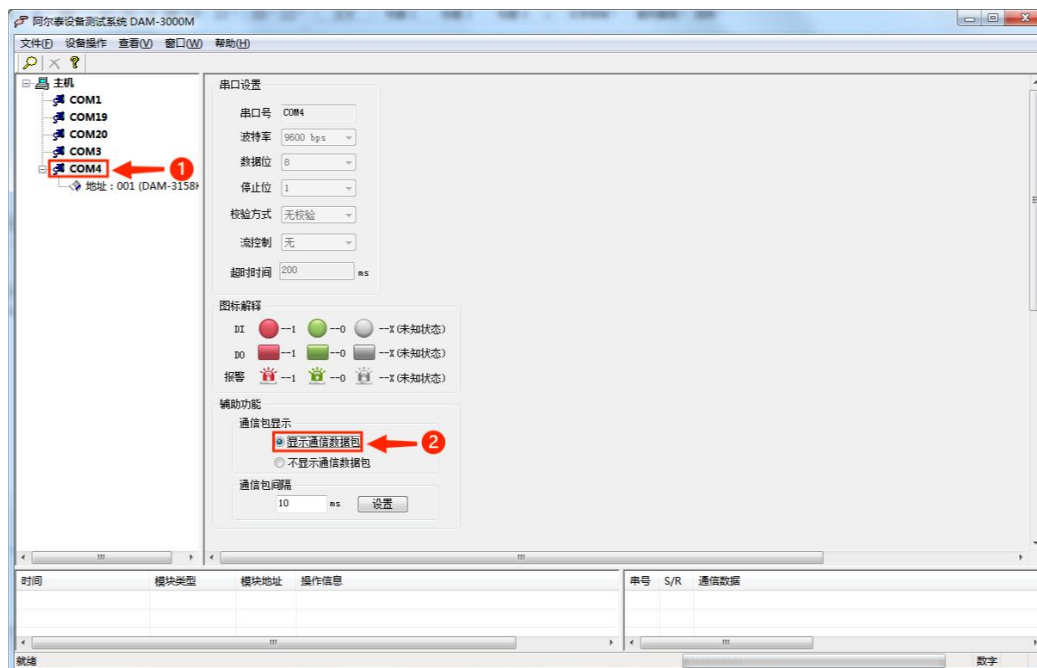 阿尔泰设备测试系统 DAM-3000M
文件(F) 设备操作 查看(V) 窗口(W) 帮助(H)
主机
COM1
COM19
COM20
COM3
COM4
1
地址：001 (DAM-3158H
串口设置
串口号 COM4
波特率 9600 bps
数据位 8
停止位 1
校验方式 无校验
流控制 无
超时时间 200 ms
图标解释
DI --1 --0 --X(未知状态)
DO --1 --0 --X(未知状态)
报警 --1 --0 --X(未知状态)
辅助功能
通信包显示
显示通信数据包
2
不显示通信数据包
通信包间隔
10 ms 设置
时间 模块类型 模块地址 操作信息
串号 S/R 通信数据
就绪
数字